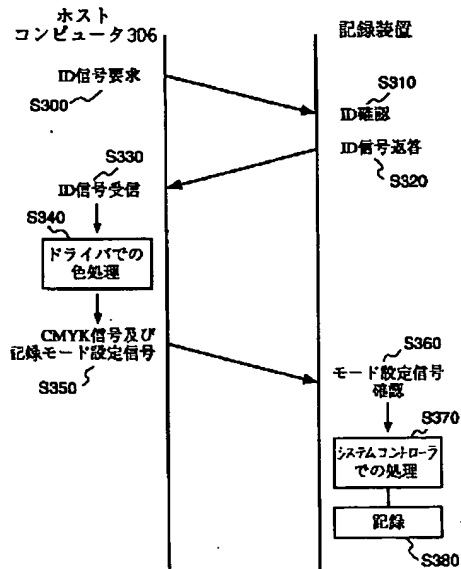 ホスト
コンピュータ306
記録装置
ID信号要求
S300
S310
ID確認
ID信号返答
S320
S330
ID信号受信
S340
ドライバでの
色処理
CMYK信号及び
記録モード設定信号
S350
S360
モード設定信号
確認
S370
システムコントローラ
での処理
記録
S380